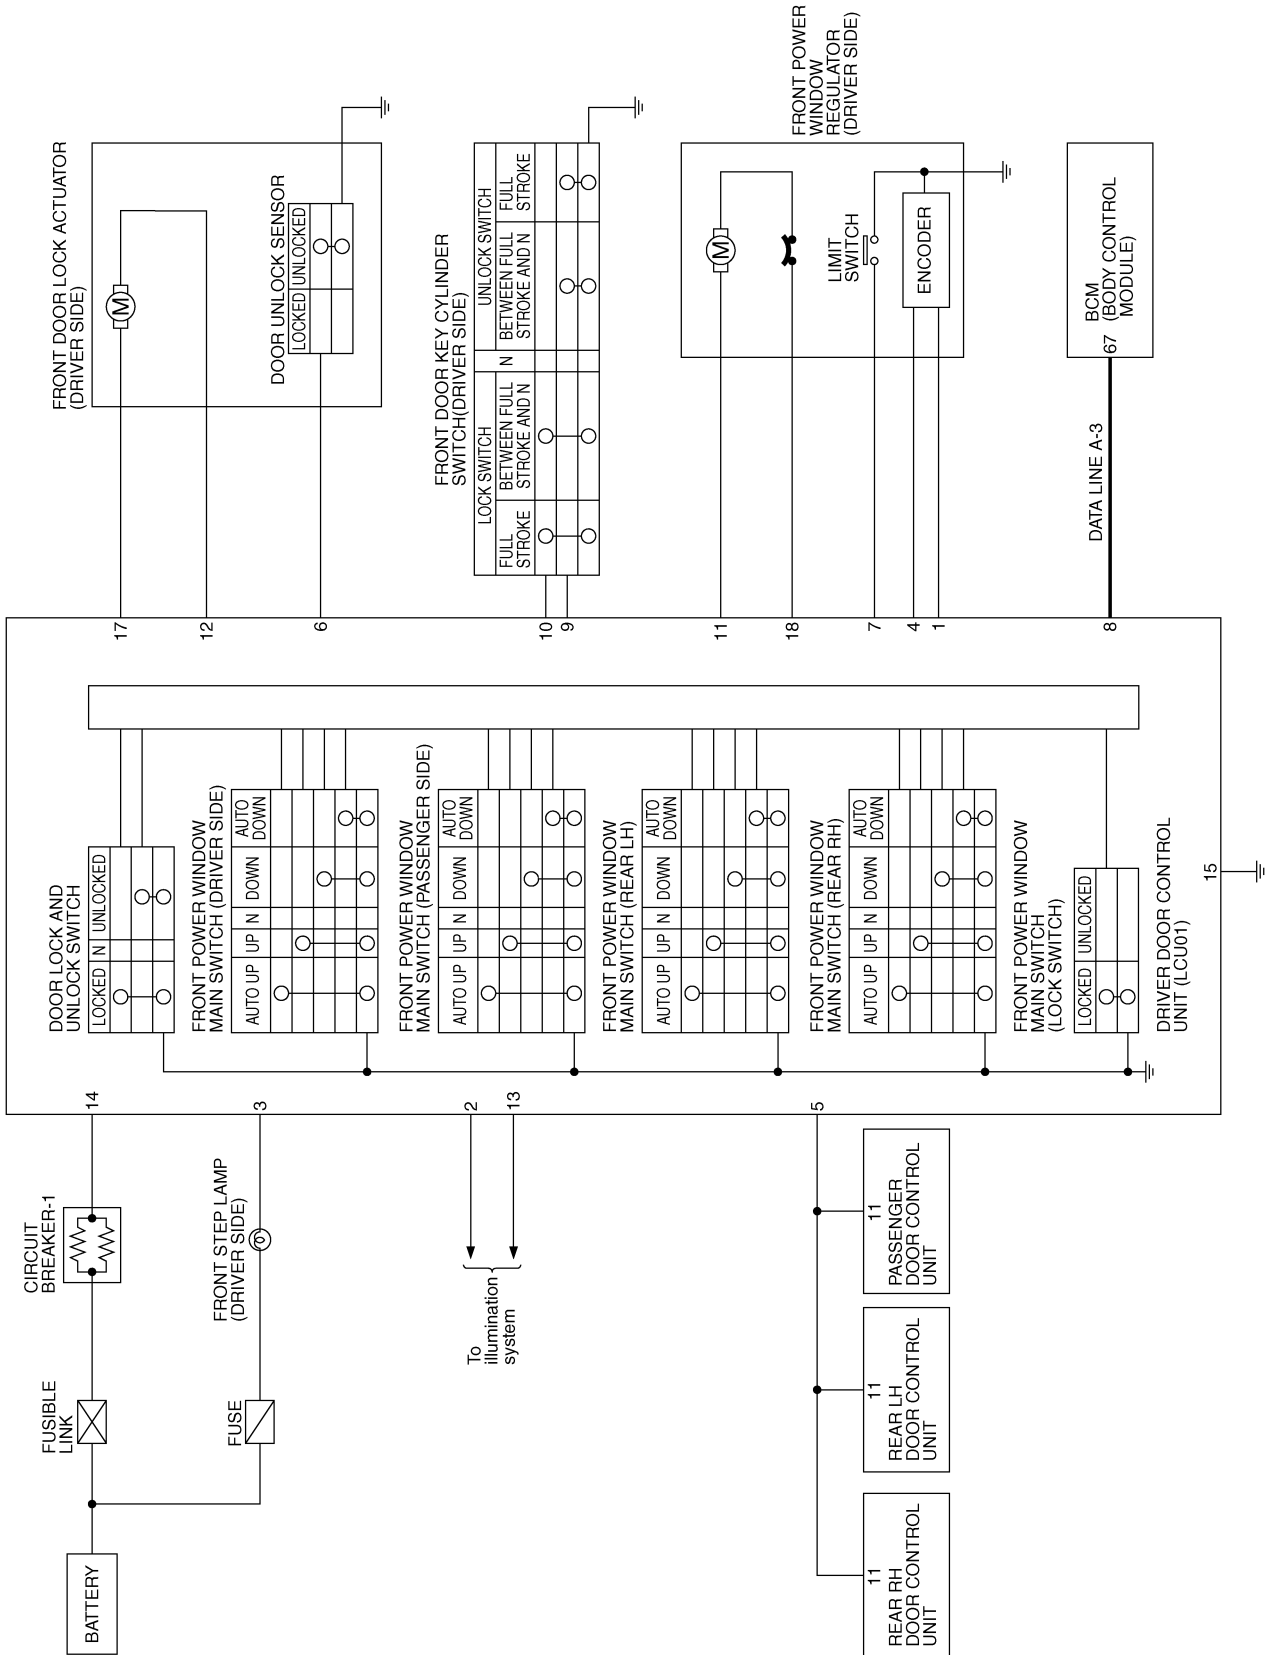 BATTERY
FUSIBLE
LINK
CIRCUIT
BREAKER-1
14
FUSE
FRONT STEP LAMP
(DRIVER SIDE)
3
To
illumination
system
2
13
5
11
REAR RH
DOOR CONTROL
UNIT
11
REAR LH
DOOR CONTROL
UNIT
11
PASSENGER
DOOR CONTROL
UNIT
DOOR LOCK AND
UNLOCK SWITCH
LOCKED N UNLOCKED
FRONT POWER WINDOW
MAIN SWITCH (DRIVER SIDE)
AUTO UP UP N DOWN AUTO
DOWN
FRONT POWER WINDOW
MAIN SWITCH (PASSENGER SIDE)
AUTO UP UP N DOWN AUTO
DOWN
FRONT POWER WINDOW
MAIN SWITCH (REAR LH)
AUTO UP UP N DOWN AUTO
DOWN
FRONT POWER WINDOW
MAIN SWITCH (REAR RH)
AUTO UP UP N DOWN AUTO
DOWN
FRONT POWER WINDOW
MAIN SWITCH
(LOCK SWITCH)
LOCKED UNLOCKED
DRIVER DOOR CONTROL
UNIT (LCU01)
15
17
12
6
10
9
11
18
7
4
1
8
FRONT DOOR LOCK ACTUATOR
(DRIVER SIDE)
M
DOOR UNLOCK SENSOR
LOCKED UNLOCKED
FRONT DOOR KEY CYLINDER
SWITCH(DRIVER SIDE)
LOCK SWITCH N UNLOCK SWITCH
FULL
STROKE
BETWEEN FULL
STROKE AND N
BETWEEN FULL
STROKE AND N
FULL
STROKE
FRONT POWER
WINDOW
REGULATOR
(DRIVER SIDE)
M
LIMIT
SWITCH
ENCODER
DATA LINE A-3
67
BCM
(BODY CONTROL
MODULE)